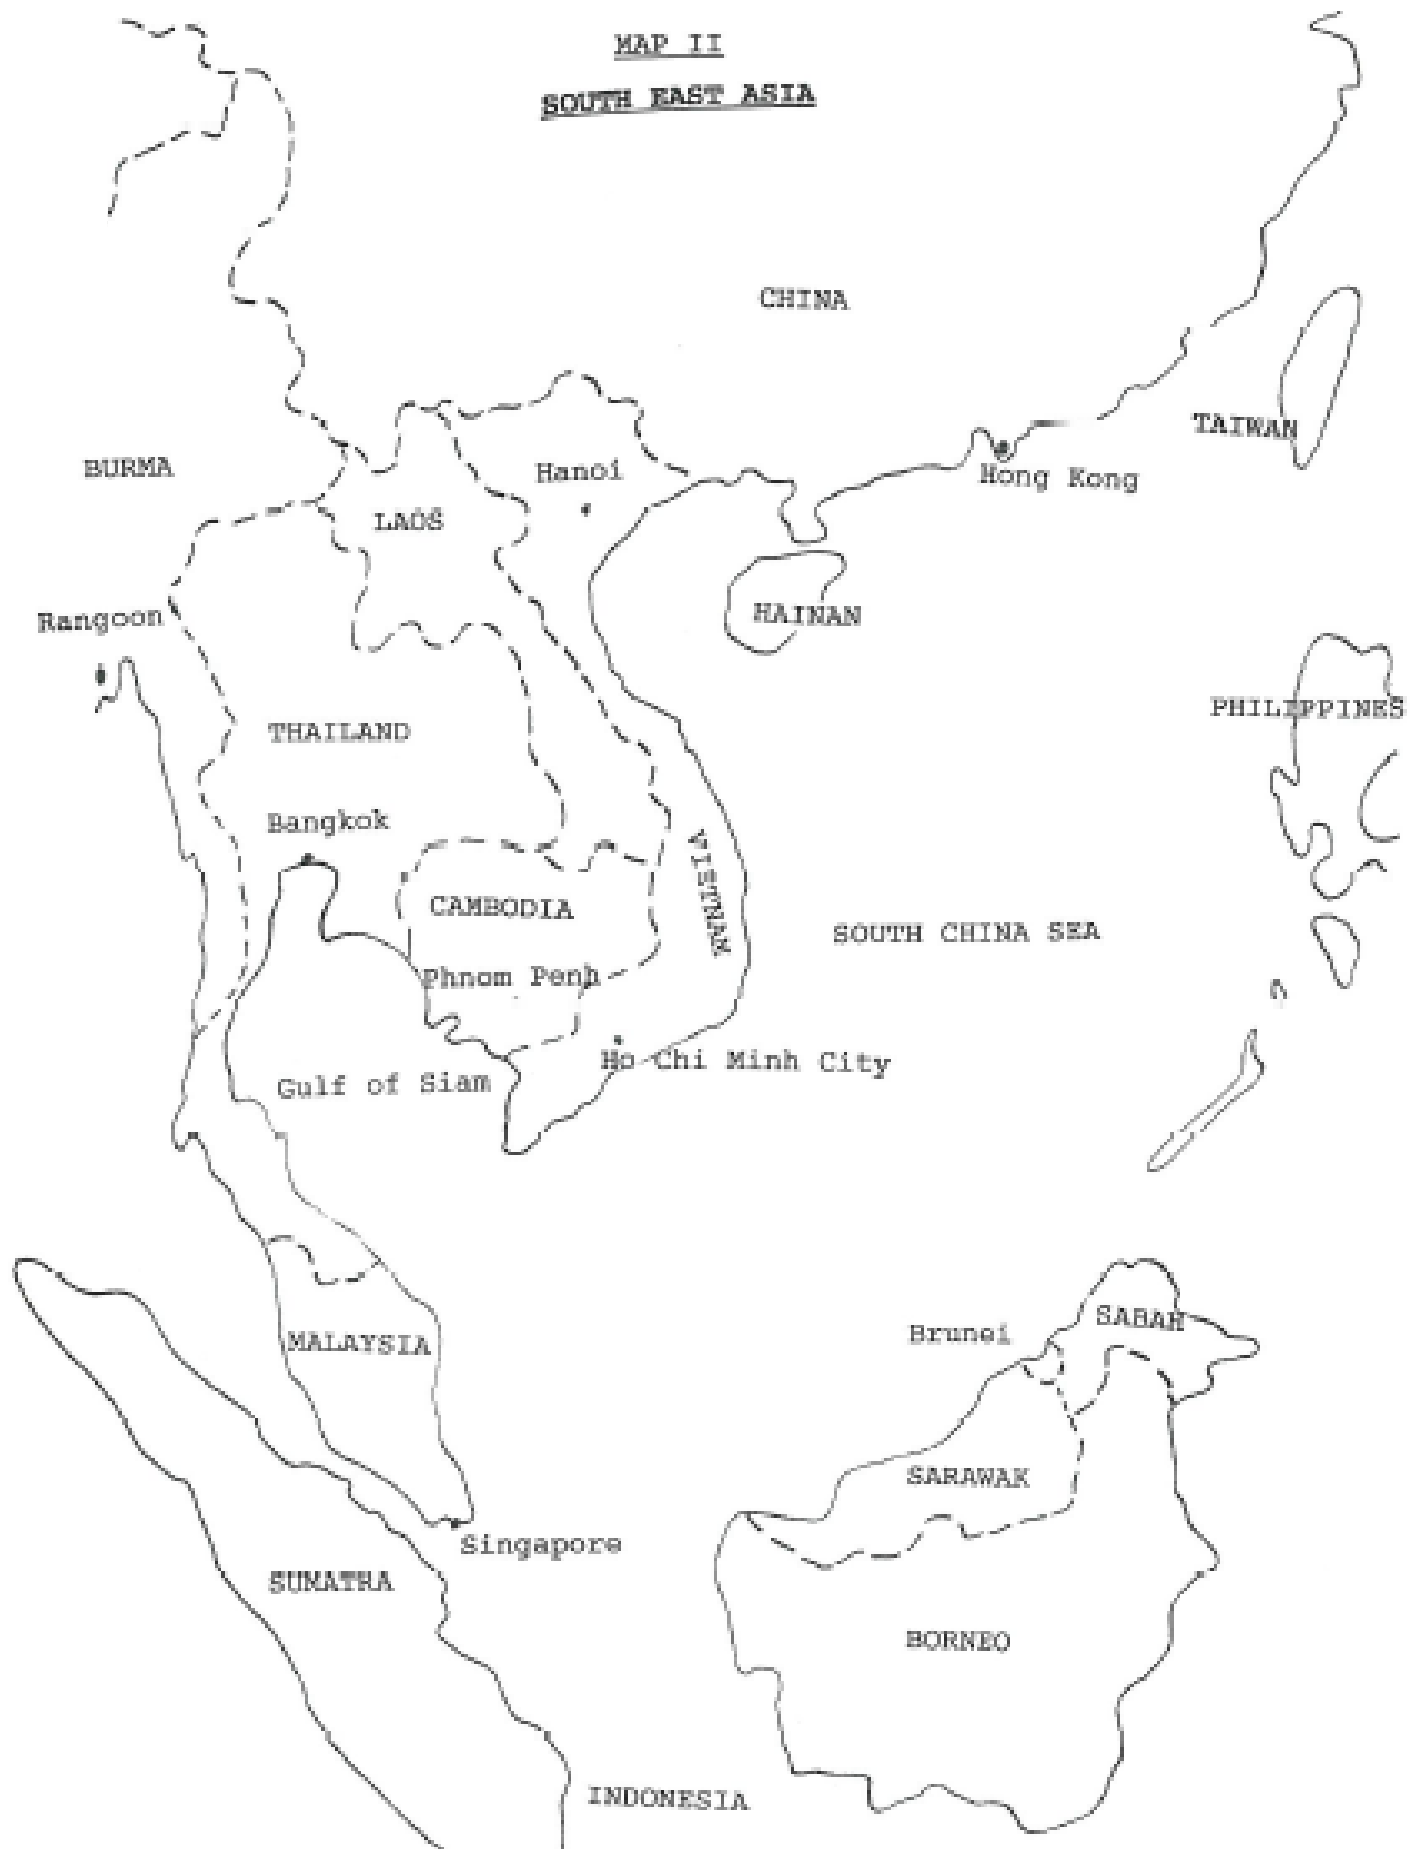 MAP II
SOUTH EAST ASIA
CHINA
TAIWAN
BURMA
Hanoi
Hong Kong
LAOS
Rangoon
HAINAN
PHILIPPINES
THAILAND
Bangkok
VIETNAM
CAMBODIA
SOUTH CHINA SEA
Phnom Penh
Ho Chi Minh City
Gulf of Siam
Brunei
SABAH
MALAYSIA
SARAWAK
Singapore
SUMATRA
BORNEO
INDONESIA